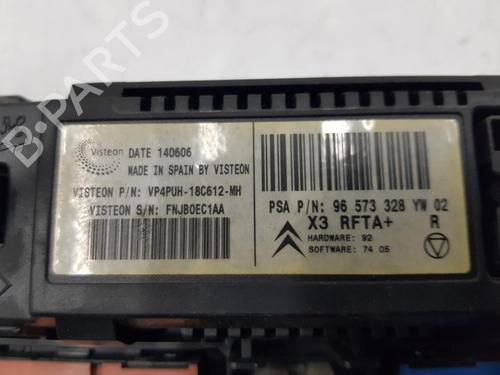 B-PARTS
Visteon DATE 140606
MADE IN SPAIN BY VISTEON
VISTEON P/N: VP4PUH-18C612-MH
VISTEON S/N: FNJB0EC1AA
PSA P/N: 96 573 328 YW 02
X3 RFTA+ R
HARDWARE: 92
SOFTWARE: 74 05